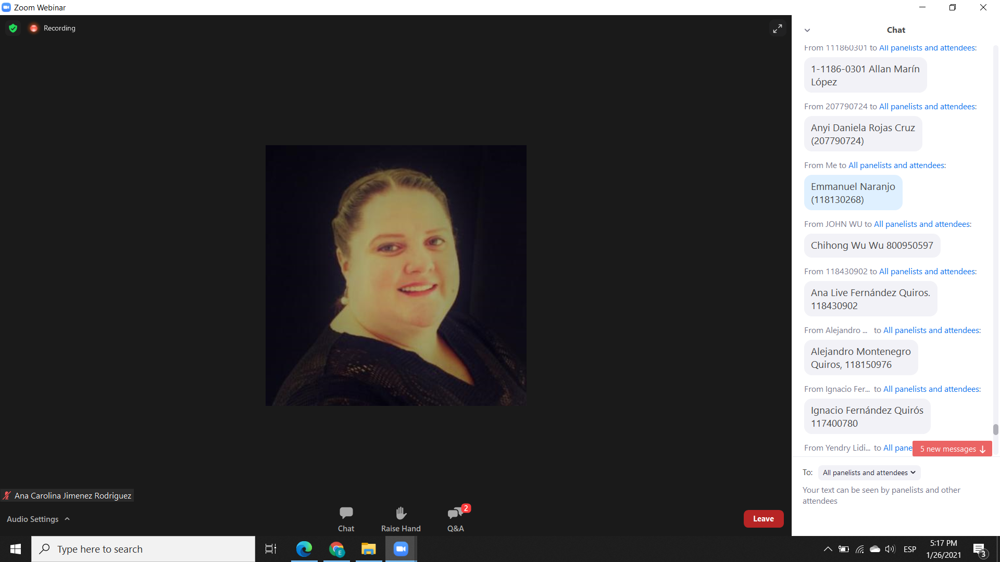 Zoom Webinar
Recording
Chat
From 111860301 to All panelists and attendees:
1-1186-0301 Allan Marín
López
From 207790724 to All panelists and attendees:
Anyi Daniela Rojas Cruz
(207790724)
From Me to All panelists and attendees:
Emmanuel Naranjo
(118130268)
From JOHN WU to All panelists and attendees:
Chihong Wu Wu 800950597
From 118430902 to All panelists and attendees:
Ana Live Fernández Quiros.
118430902
From Alejandro ... to All panelists and attendees:
Alejandro Montenegro
Quiros, 118150976
From Ignacio Fer... to All panelists and attendees:
Ignacio Fernández Quirós
117400780
From Yendry Lidi... to All pane
5 new messages
To: All panelists and attendees
Your text can be seen by panelists and other
attendees
Ana Carolina Jimenez Rodriguez
Audio Settings
Chat
Raise Hand
2
Q&A
Leave
Type here to search
E
ESP
5:17 PM
1/26/2021
3